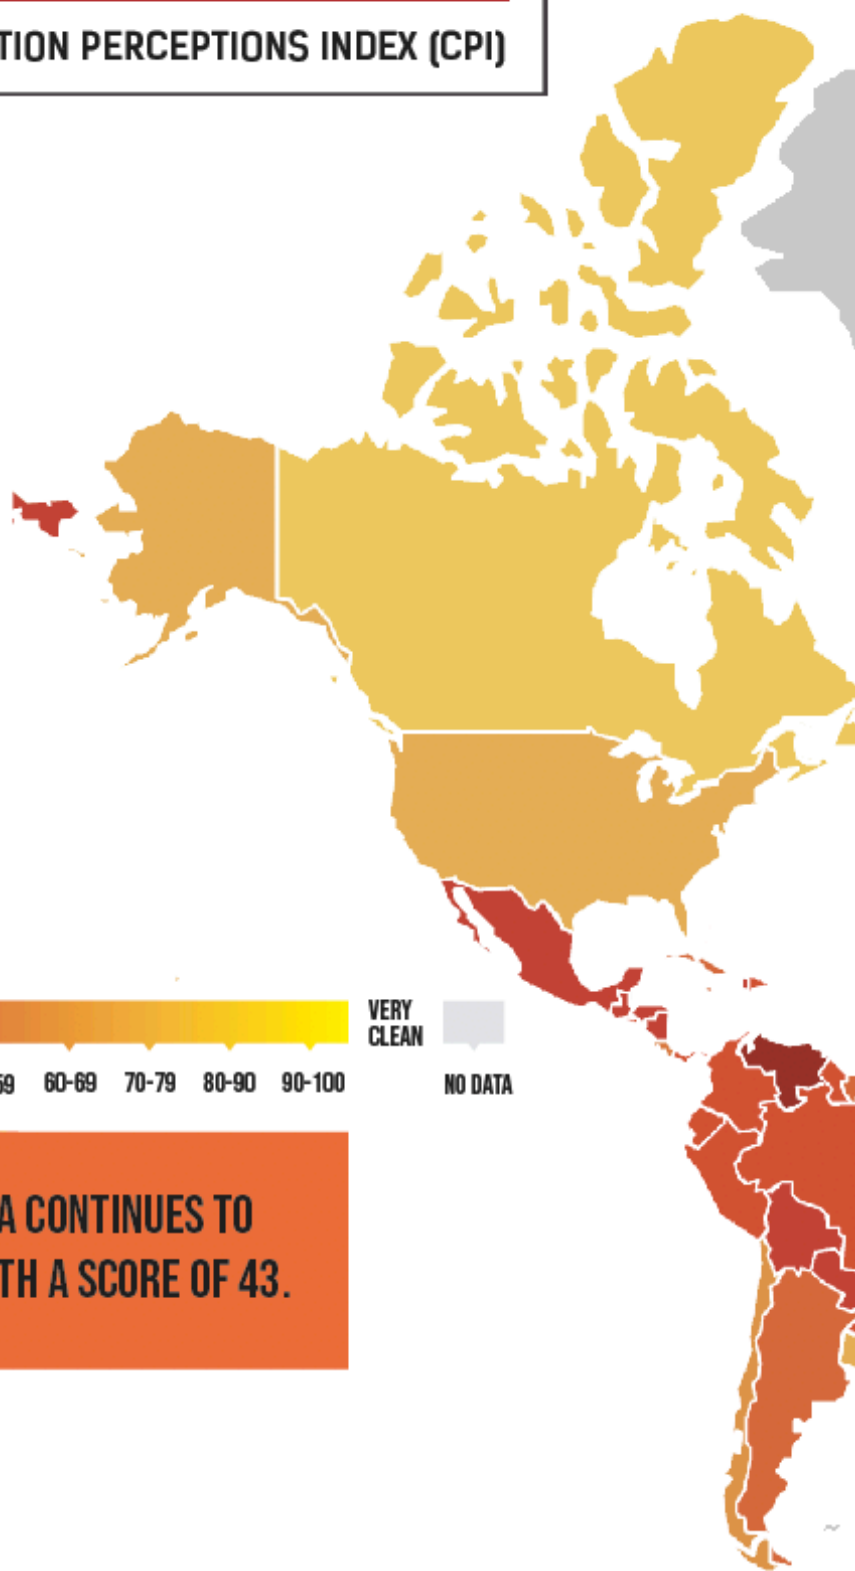 TION PERCEPTIONS INDEX (CPI)
VERY
CLEAN
59 60-69 70-79 80-90 90-100
NO DATA
A CONTINUES TO
TH A SCORE OF 43.